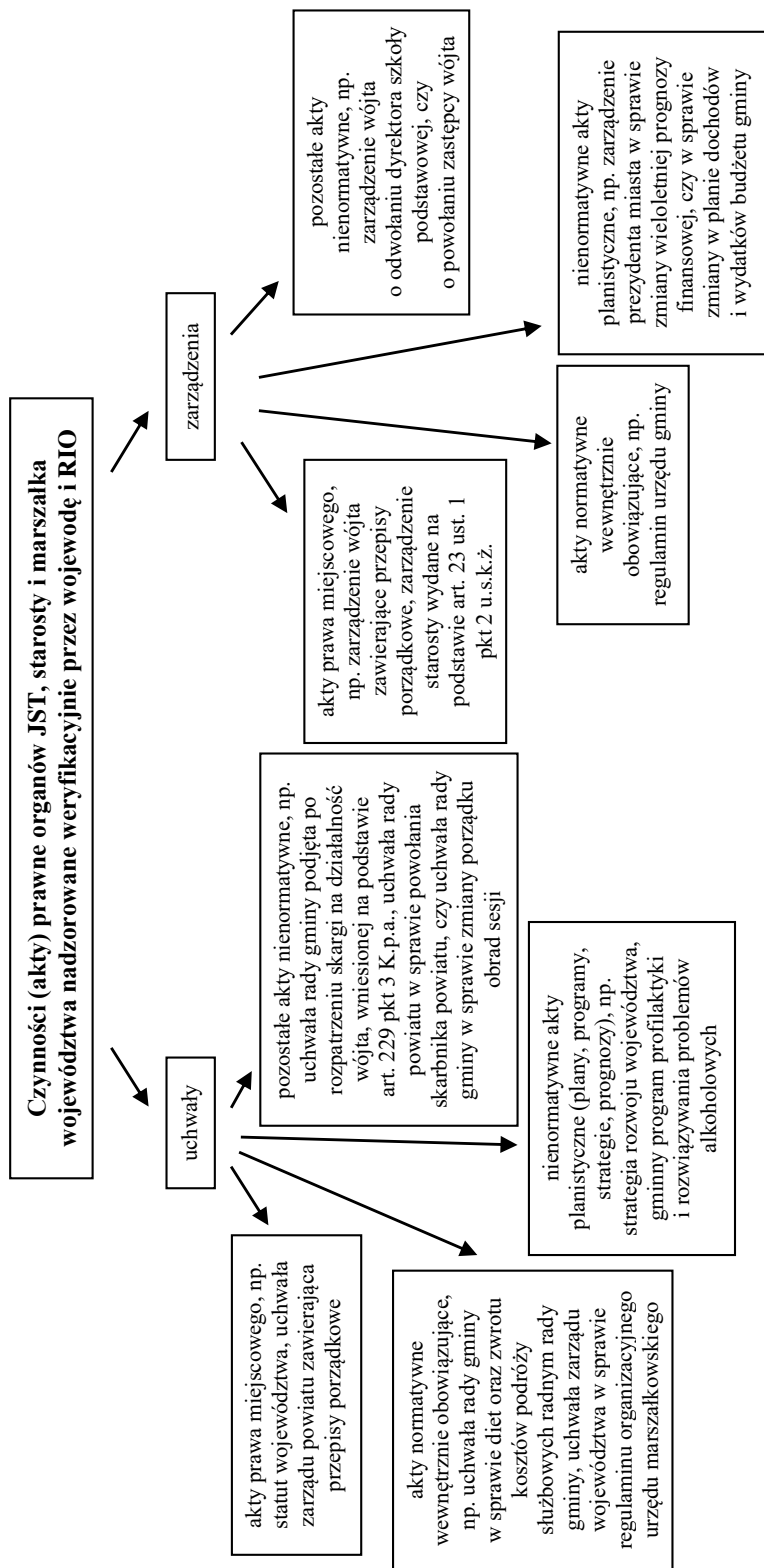 Czynności (akty) prawne organów JST, starosty i marszałka
województwa nadzorowane weryfikacyjnie przez wojewodę i RIO
uchwały
zarządzenia
akty prawa miejscowego, np.
statut województwa, uchwała
zarządu powiatu zawierająca
przepisy porządkowe
akty normatywne
wewnętrznie obowiązujące,
np. uchwała rady gminy
w sprawie diet oraz zwrotu
kosztów podróży
służbowych radnym rady
gminy, uchwała zarządu
województwa w sprawie
regulaminu organizacyjnego
urzędu marszałkowskiego
nienormatywne akty
planistyczne (plany, programy,
strategie, prognozy), np.
strategia rozwoju województwa,
gminny program profilaktyki
i rozwiązywania problemów
alkoholowych
pozostałe akty nienormatywne, np.
uchwała rady gminy podjęta po
rozpatrzeniu skargi na działalność
wójta, wniesionej na podstawie
art. 229 pkt 3 K.p.a., uchwała rady
powiatu w sprawie powołania
skarbnika powiatu, czy uchwała rady
gminy w sprawie zmiany porządku
obrad sesji
akty prawa miejscowego,
np. zarządzenie wójta
zawierające przepisy
porządkowe, zarządzenie
starosty wydane na
podstawie art. 23 ust. 1
pkt 2 u.s.k.ż.
akty normatywne
wewnętrznie
obowiązujące, np.
regulamin urzędu gminy
nienormatywne akty
planistyczne, np. zarządzenie
prezydenta miasta w sprawie
zmiany wieloletniej prognozy
finansowej, czy w sprawie
zmiany w planie dochodów
i wydatków budżetu gminy
pozostałe akty
nienormatywne, np.
zarządzenie wójta
o odwołaniu dyrektora szkoły
podstawowej, czy
o powołaniu zastępcy wójta